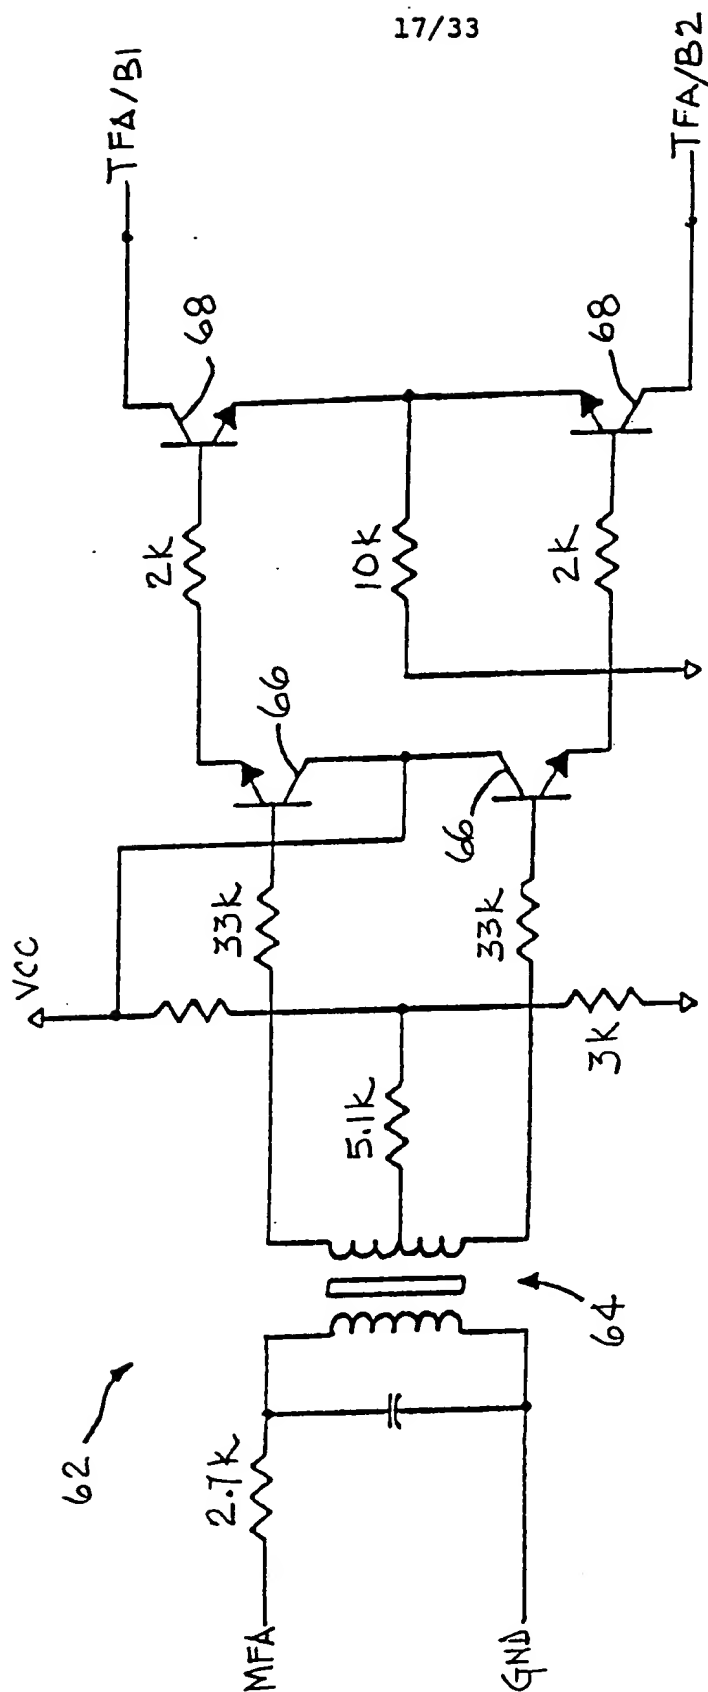 17/33
TFA/B1
TFA/B2
68
68
2K
10K
2K
66
66
VCC
33K
33K
5.1K
3K
64
62
2.7K
MFA
GND